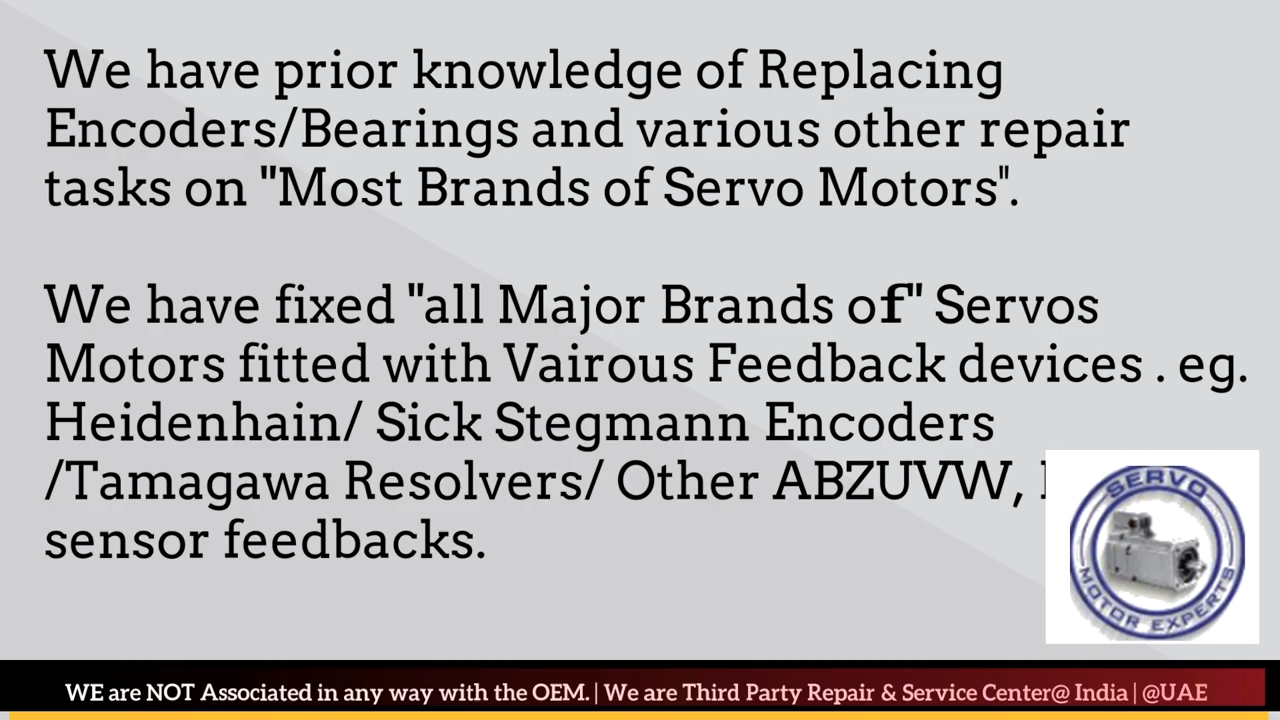 We have prior knowledge of Replacing
Encoders/Bearings and various other repair
tasks on "Most Brands of Servo Motors".
We have fixed "all Major Brands of" Servos
Motors fitted with Vairous Feedback devices . eg.
Heidenhain/ Sick Stegmann Encoders
/Tamagawa Resolvers/ Other ABZUVW,
sensor feedbacks.
SERVO
MOTOR EXPERTS
WE are NOT Associated in any way with the OEM. | We are Third Party Repair & Service Center@ India | @UAE